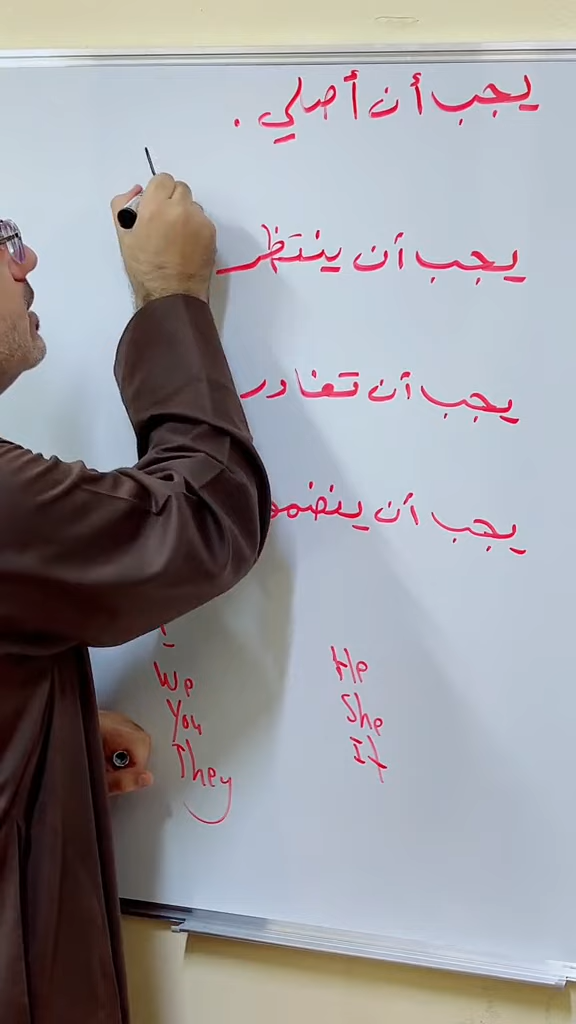 يجب أن أصلي .
يجب أن ينتظر
يجب أن تغادر
يجب أن
We
You
They
He
She
It